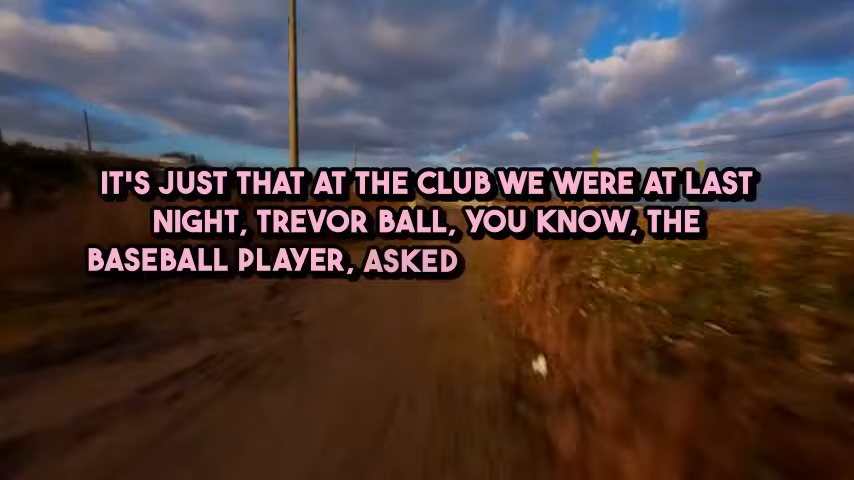 IT'S JUST THAT AT THE CLUB WE WERE AT LAST
NIGHT, TREVOR BALL, YOU KNOW, THE
BASEBALL PLAYER, ASKED